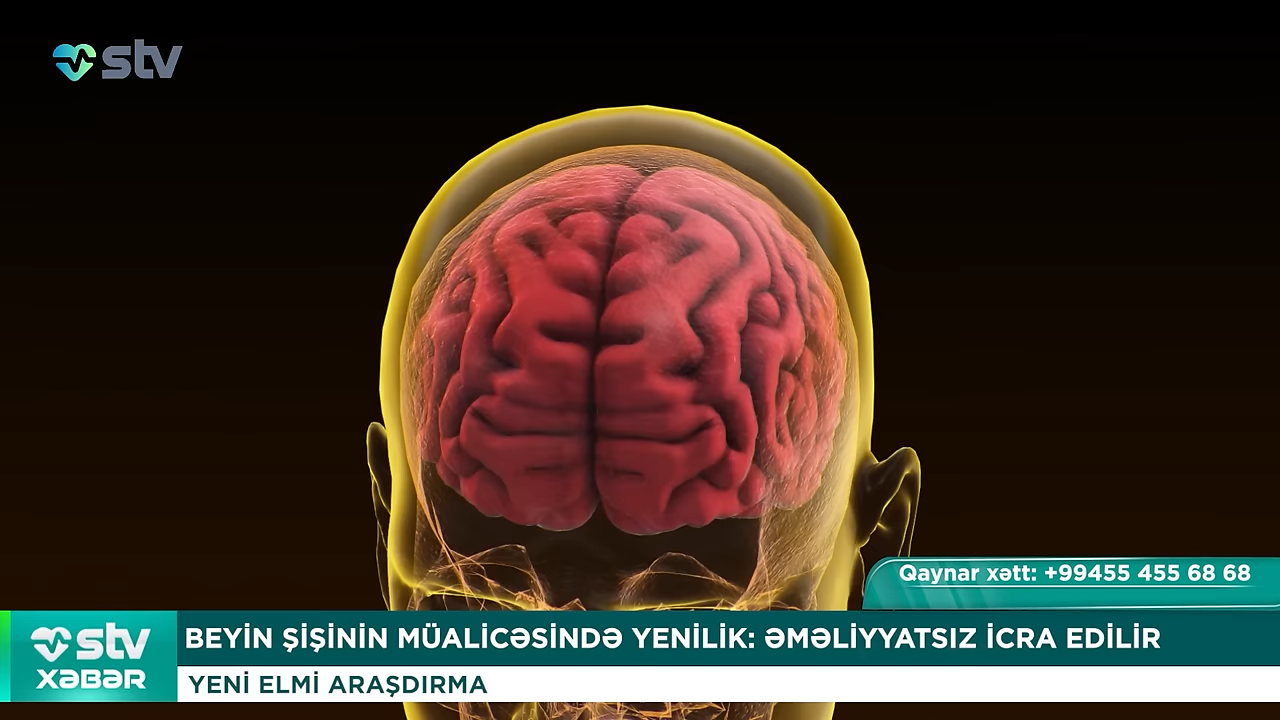 stv
Qaynar xətt: +99455 455 68 68
stv
XƏBƏR
BEYİN ŞİŞİNİN MÜALİCƏSİNDƏ YENİLİK: ƏMƏLİYYATSIZ İCRA EDİLİR
YENİ ELMİ ARAŞDIRMA